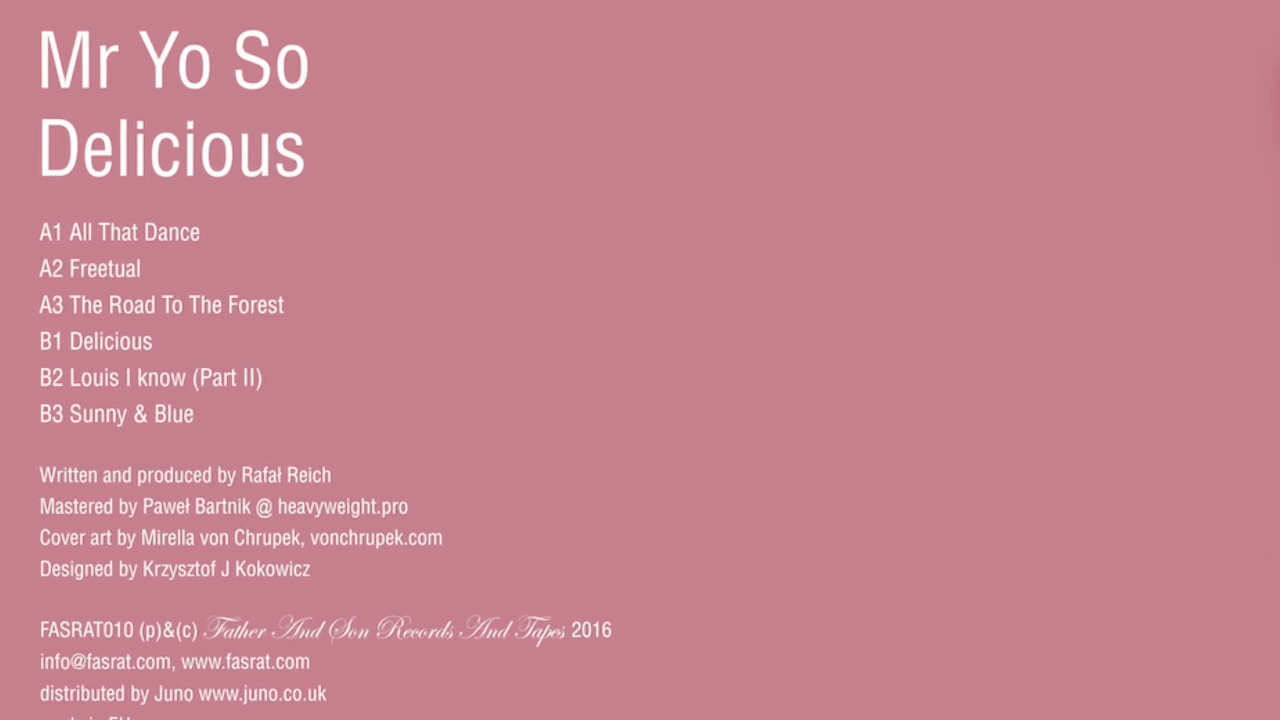 Mr Yo So
Delicious
A1 All That Dance
A2 Freetual
A3 The Road To The Forest
B1 Delicious
B2 Louis I know (Part II)
B3 Sunny & Blue
Written and produced by Rafał Reich
Mastered by Paweł Bartnik @ heavyweight.pro
Cover art by Mirella von Chrupek, vonchrupek.com
Designed by Krzysztof J Kokowicz
FASRAT010 (p)&(c) Father And Son Records And Tapes 2016
info@fasrat.com, www.fasrat.com
distributed by Juno www.juno.co.uk